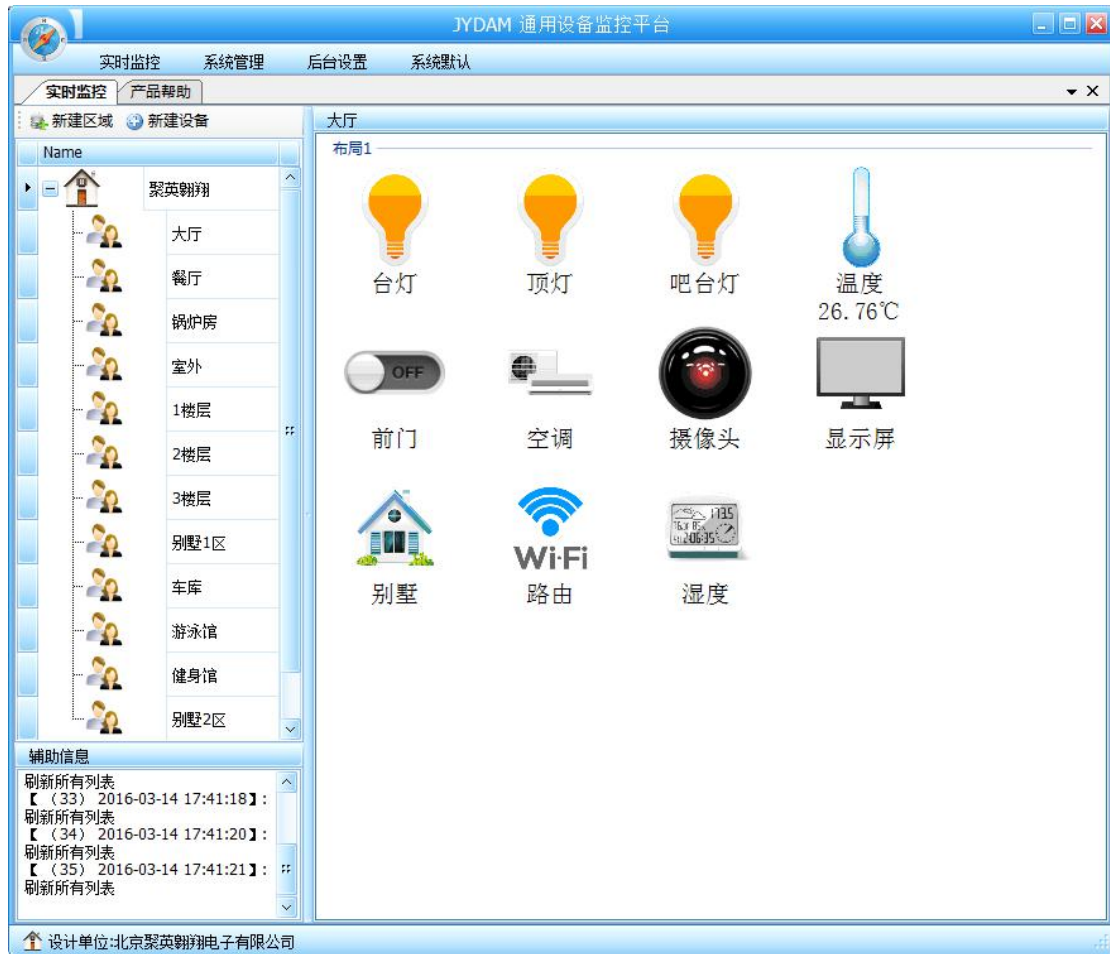 JYDAM 通用设备监控平台
实时监控 系统管理 后台设置 系统默认
实时监控 产品帮助
新建区域 新建设备
Name
聚英翱翔
大厅
餐厅
锅炉房
室外
1楼层
2楼层
3楼层
别墅1区
车库
游泳馆
健身馆
别墅2区
辅助信息
刷新所有列表
【 （33） 2016-03-14 17:41:18】:
刷新所有列表
【 （34） 2016-03-14 17:41:20】:
刷新所有列表
【 （35） 2016-03-14 17:41:21】:
刷新所有列表
大厅
布局1
台灯 顶灯 吧台灯 温度
26.76℃
OFF
前门 空调 摄像头 显示屏
Wi-Fi
别墅 路由 湿度
设计单位:北京聚英翱翔电子有限公司